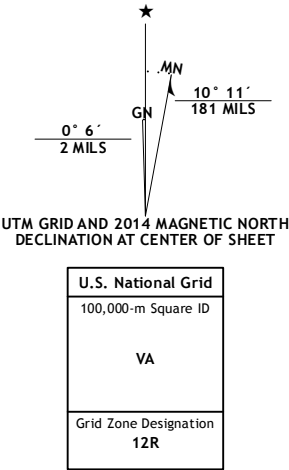 ★
MN
10° 11´
181 MILS
GN
0° 6´
2 MILS
UTM GRID AND 2014 MAGNETIC NORTH
DECLINATION AT CENTER OF SHEET
U.S. National Grid
100,000-m Square ID
VA
Grid Zone Designation
12R